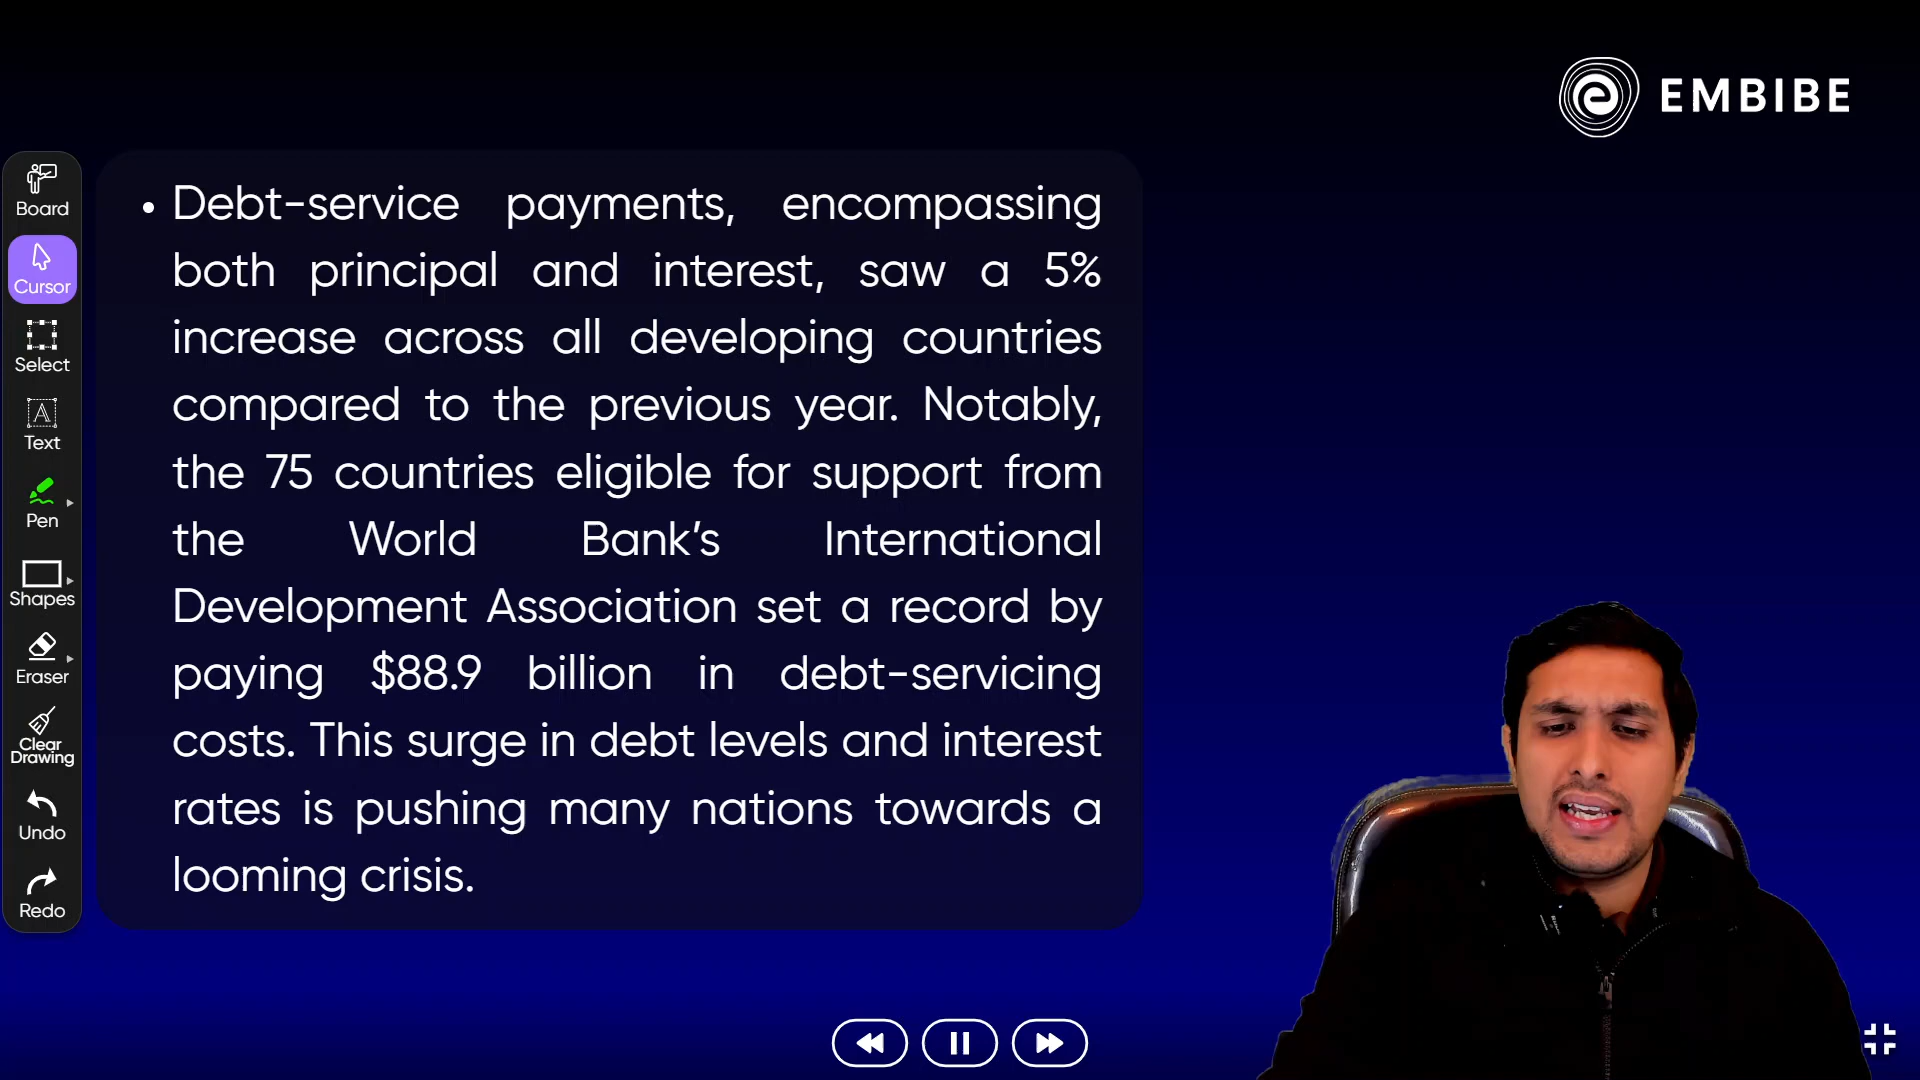 EMBIBE
Board
Cursor
Select
Text
Pen
Shapes
Eraser
Clear
Drawing
Undo
Redo
• Debt-service payments, encompassing
both principal and interest, saw a 5%
increase across all developing countries
compared to the previous year. Notably,
the 75 countries eligible for support from
the World Bank’s International
Development Association set a record by
paying $88.9 billion in debt-servicing
costs. This surge in debt levels and interest
rates is pushing many nations towards a
looming crisis.